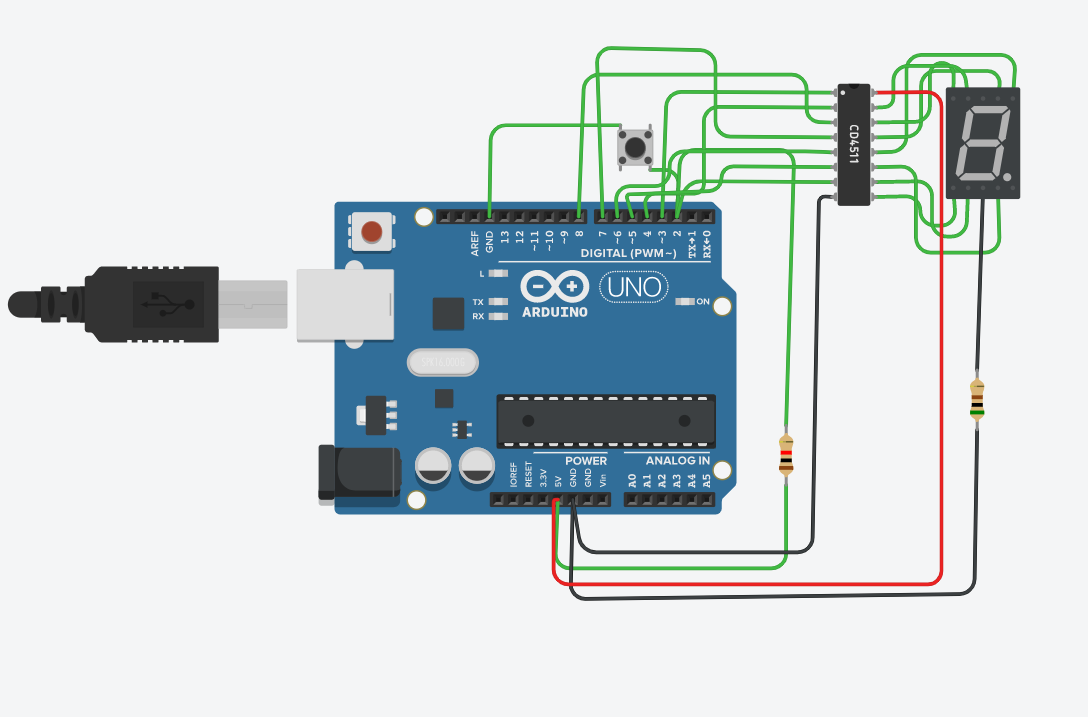 CD4511
AREF
GND
13
12
~11
~10
~9
8
7
~6
~5
4
~3
2
TX→1
RX←0
DIGITAL (PWM~)
L
TX
RX
UNO
ARDUINO
ON
POWER
ANALOG IN
IOREF
RESET
3.3V
5V
GND
GND
Vin
A0
A1
A2
A3
A4
A5